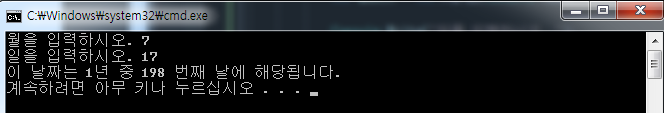 C:₩Windows₩system32₩cmd.exe
월을 입력하시오. 7
일을 입력하시오. 17
이 날짜는 1년 중 198 번째 날에 해당됩니다.
계속하려면 아무 키나 누르십시오 . . .